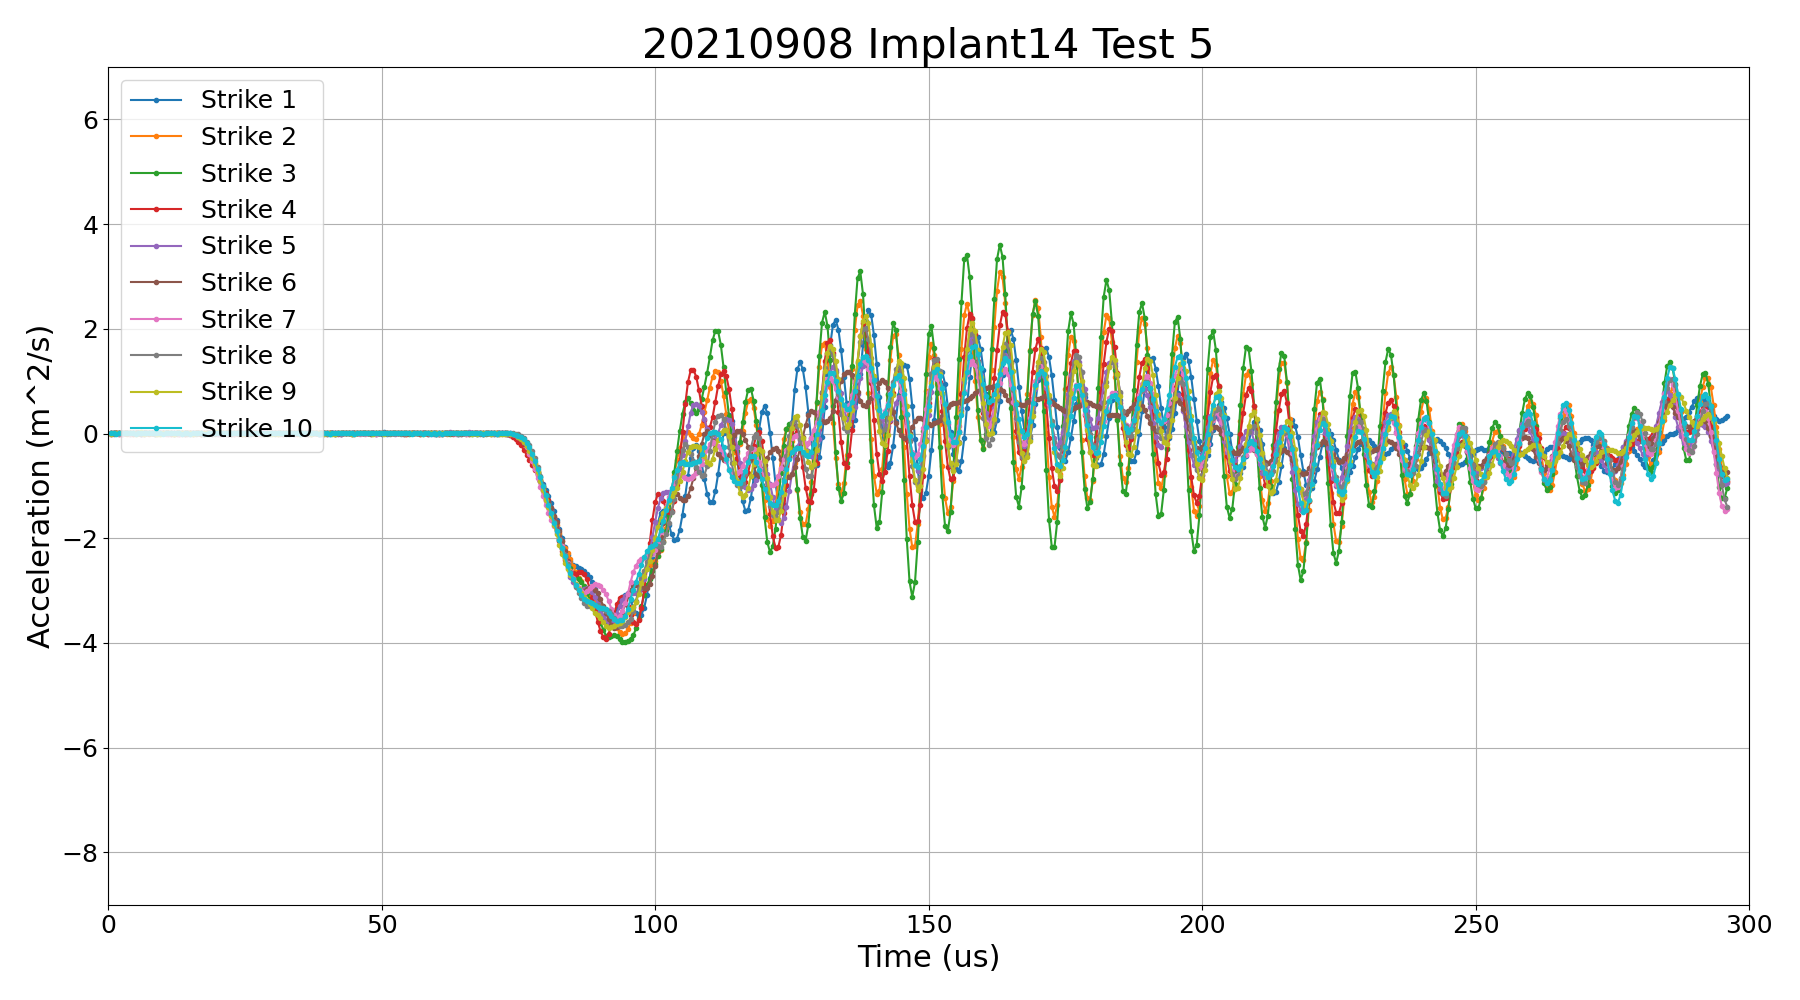 20210908 Implant14 Test 5
Strike 1
Strike 2
Strike 3
Strike 4
Strike 5
Strike 6
Strike 7
Strike 8
Strike 9
Strike 10
6
4
2
0
−2
−4
−6
−8
Acceleration (m^2/s)
0 50 100 150 200 250 300
Time (us)